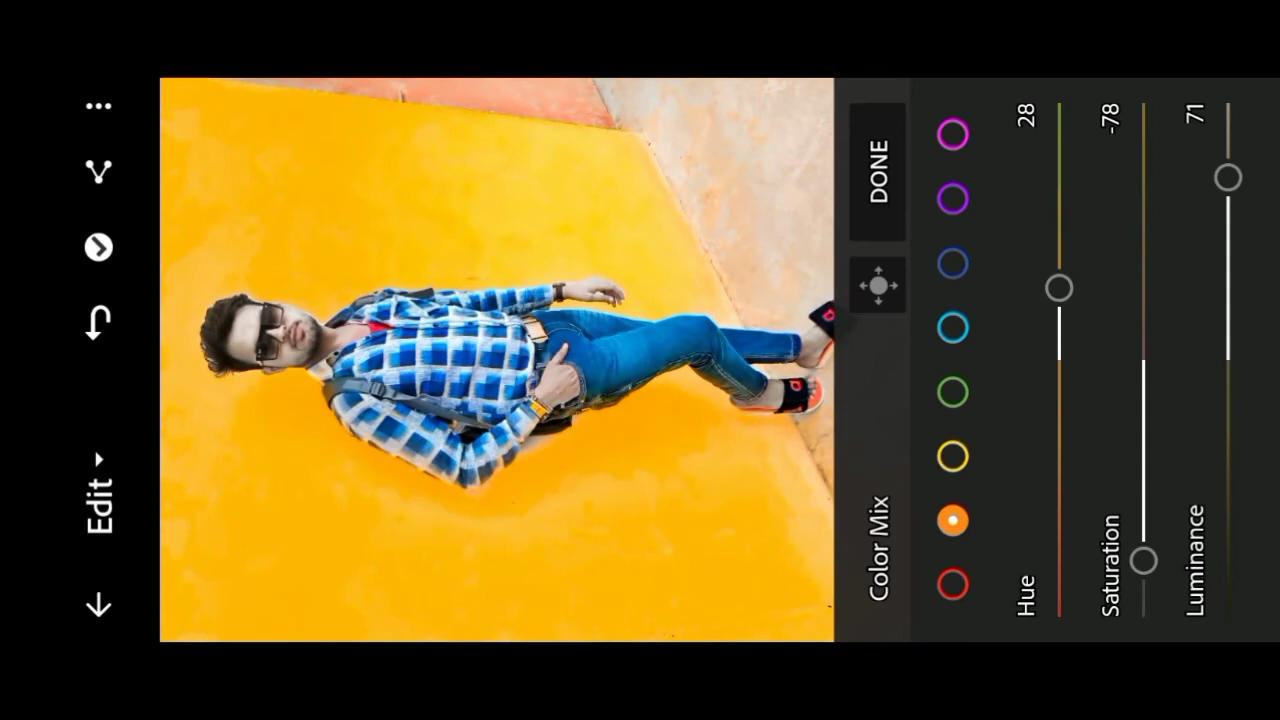 Edit
Color Mix
DONE
Hue
28
Saturation
-78
Luminance
71